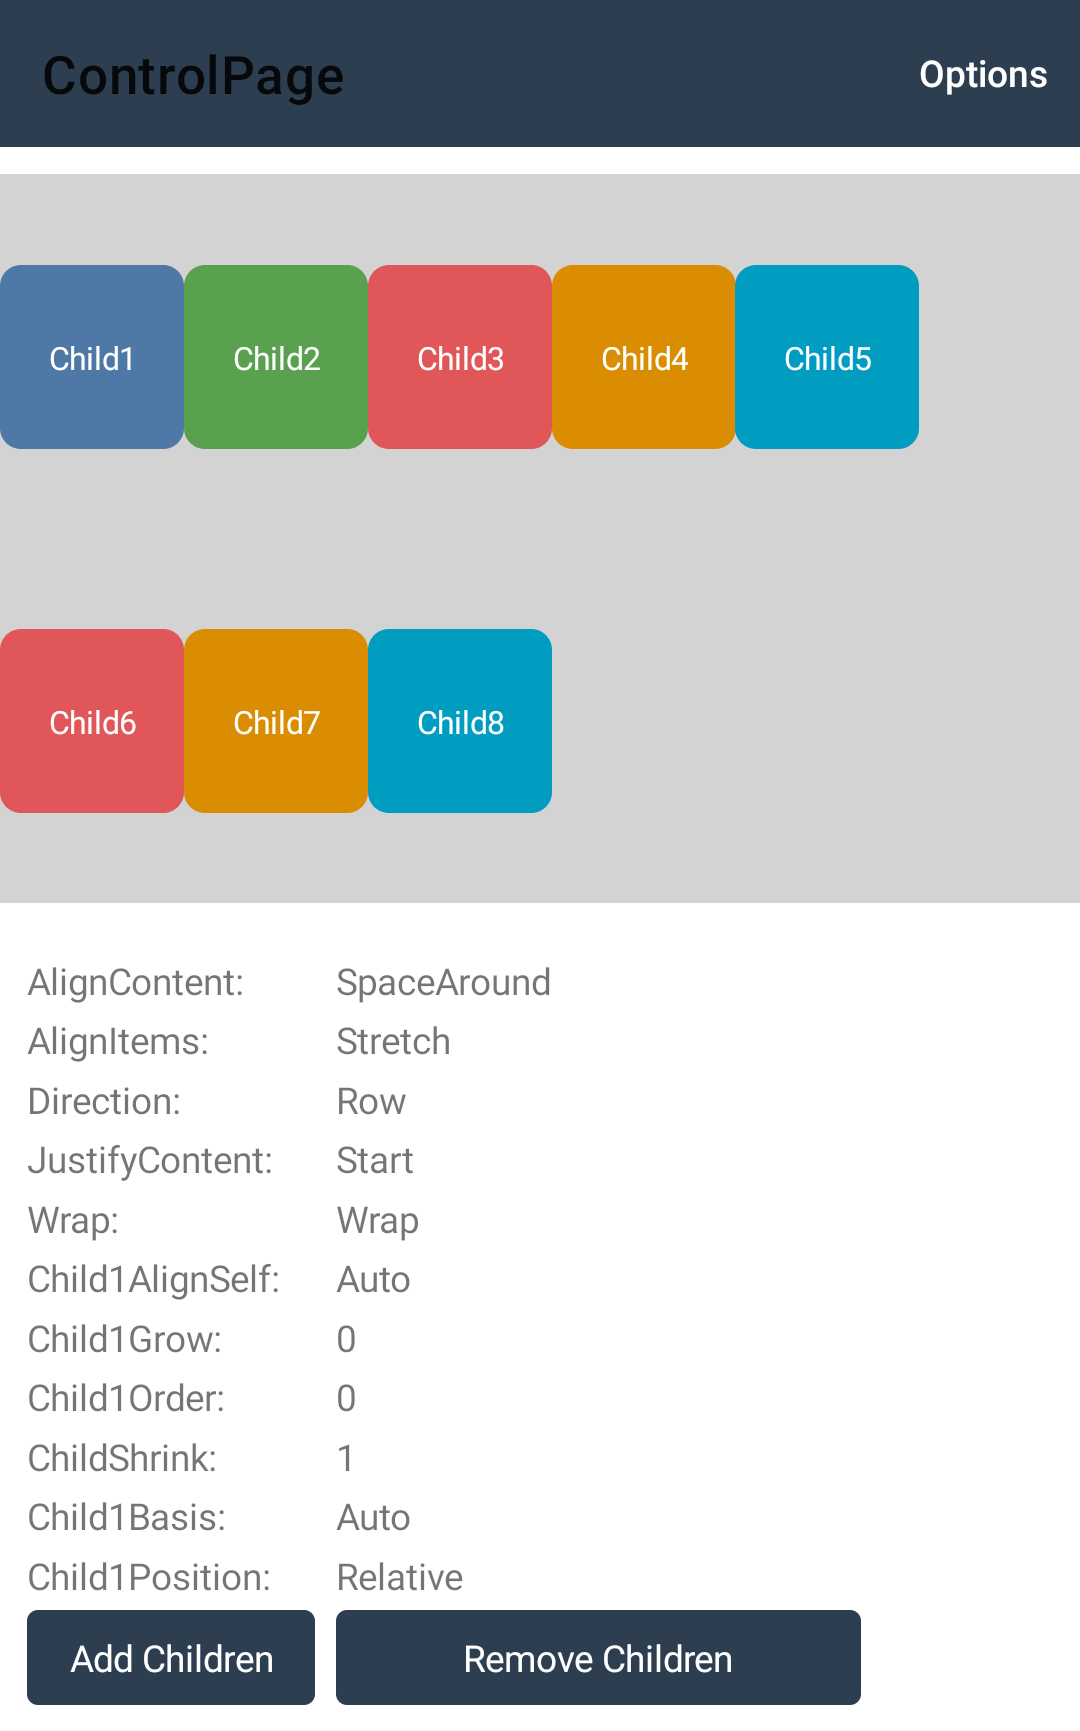 ControlPage Options
Child1 Child2 Child3 Child4 Child5
Child6 Child7 Child8
AlignContent: SpaceAround
AlignItems: Stretch
Direction: Row
JustifyContent: Start
Wrap: Wrap
Child1AlignSelf: Auto
Child1Grow: 0
Child1Order: 0
ChildShrink: 1
Child1Basis: Auto
Child1Position: Relative
Add Children Remove Children